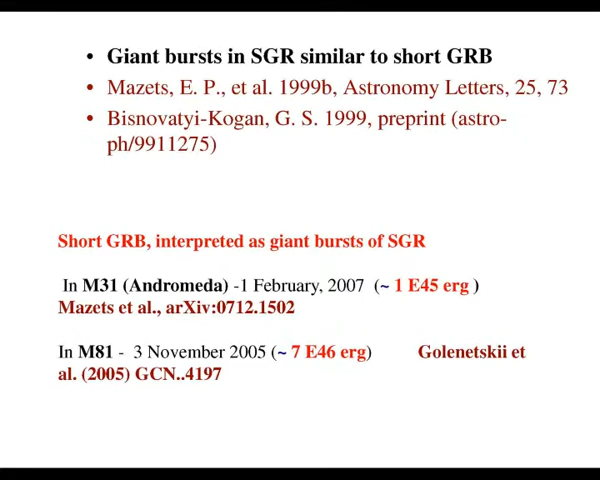 • Giant bursts in SGR similar to short GRB
• Mazets, E. P., et al. 1999b, Astronomy Letters, 25, 73
• Bisnovatyi-Kogan, G. S. 1999, preprint (astro-
ph/9911275)
Short GRB, interpreted as giant bursts of SGR
In M31 (Andromeda) -1 February, 2007 (~ 1 E45 erg )
Mazets et al., arXiv:0712.1502
In M81 - 3 November 2005 (~ 7 E46 erg) Golenetskii et
al. (2005) GCN..4197